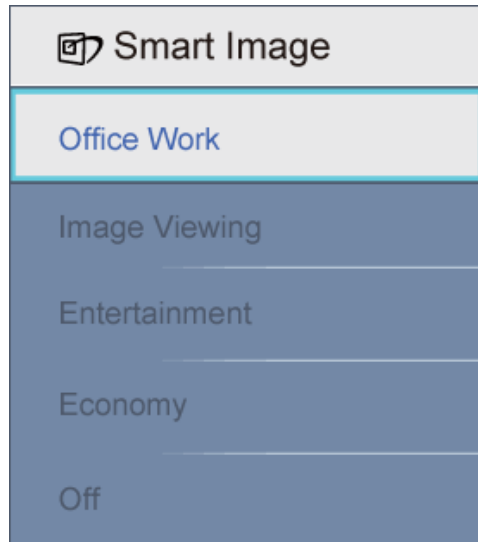 Smart Image
Office Work
Image Viewing
Entertainment
Economy
Off